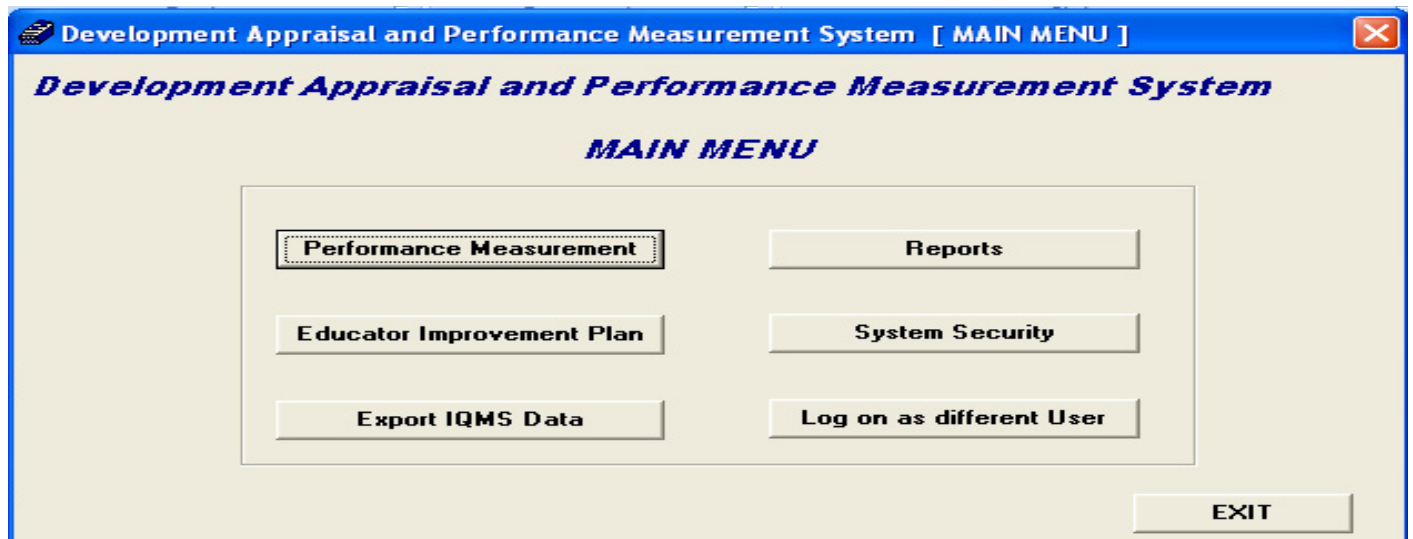 Development Appraisal and Performance Measurement System [ MAIN MENU ]
Development Appraisal and Performance Measurement System
MAIN MENU
Performance Measurement
Reports
Educator Improvement Plan
System Security
Export IQMS Data
Log on as different User
EXIT